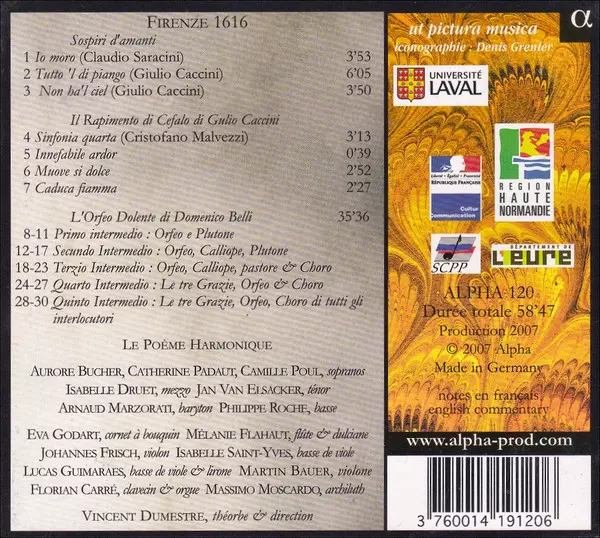 FIRENZE 1616
Sospiri d'amanti
1 Io moro (Claudio Saracini) 3'53
2 Tutto 'l di piango (Giulio Caccini) 6'05
3 Non ha'l ciel (Giulio Caccini) 3'50
Il Rapimento di Cefalo di Gulio Caccini
4 Sinfonia quarta (Cristofano Malvezzi) 3'13
5 Innefabile ardor 0'39
6 Muove si dolce 2'52
7 Caduca fiamma 2'27
L'Orfeo Dolente di Domenico Belli 35'36
8-11 Primo intermedio : Orfeo e Plutone
12-17 Secundo Intermedio : Orfeo, Calliope, Plutone
18-23 Terzio Intermedio : Orfeo, Calliope, pastore & Choro
24-27 Quarto Intermedio : Le tre Grazie, Orfeo & Choro
28-30 Quinto Intermedio : Le tre Grazie, Orfeo, Choro di tutti gli
interlocutori
LE POÈME HARMONIQUE
AURORE BUCHER, CATHERINE PADAUT, CAMILLE POUL, sopranos
ISABELLE DRUET, mezzo JAN VAN ELSACKER, ténor
ARNAUD MARZORATI, baryton PHILIPPE ROCHE, basse
EVA GODART, cornet à bouquin MÉLANIE FLAHAUT, flûte & dulciane
JOHANNES FRISCH, violon ISABELLE SAINT-YVES, basse de viole
LUCAS GUIMARAES, basse de viole & lirone MARTIN BAUER, violone
FLORIAN CARRÉ, clavecin & orgue MASSIMO MOSCARDO, archiluth
VINCENT DUMESTRE, théorbe & direction
ut pictura musica
iconographie : Denis Grenier
α
UNIVERSITÉ
LAVAL
Liberté • Égalité • Fraternité
RÉPUBLIQUE FRANÇAISE
Culture
Communication
REGION
HAUTE
NORMANDIE
SCPP
DÉPARTEMENT DE
L'EURE
ALPHA 120
Durée totale 58'47
Production 2007
© 2007 Alpha
Made in Germany
notes en français
english commentary
www.alpha-prod.com
3 760014 191206